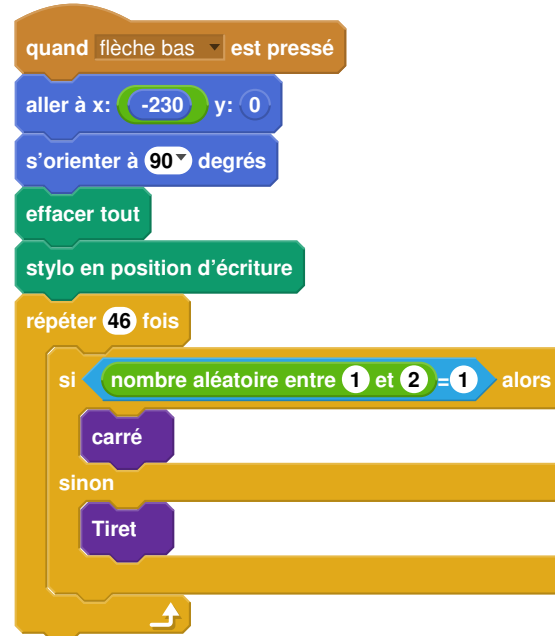 quand flèche bas est pressé
aller à x: -230 y: 0
s'orienter à 90 degrés
effacer tout
stylo en position d'écriture
répéter 46 fois
si nombre aléatoire entre 1 et 2 = 1 alors
carré
sinon
Tiret